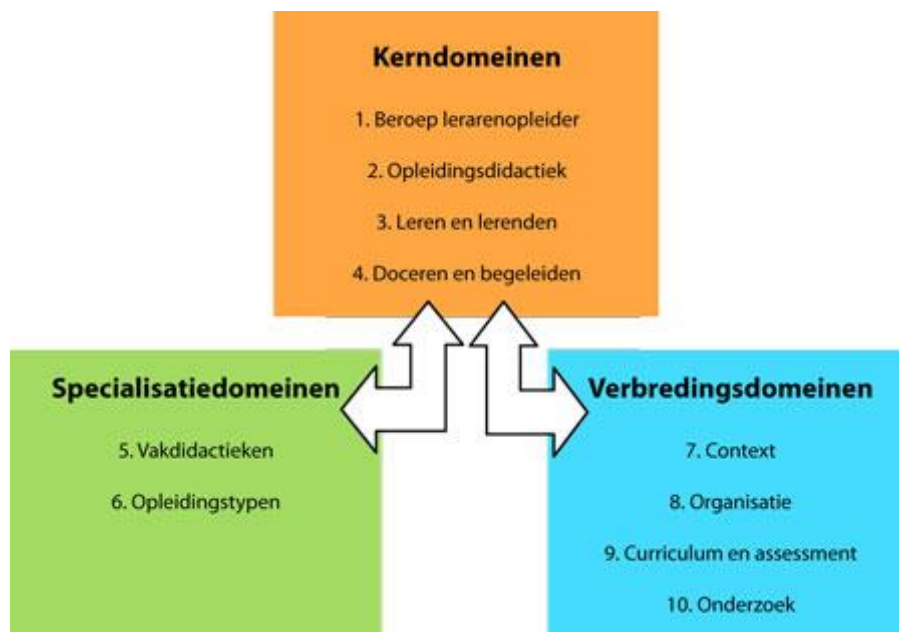 Kerndomeinen
1. Beroep lerarenopleider
2. Opleidingsdidactiek
3. Leren en lerenden
4. Doceren en begeleiden
Specialisatiedomeinen
5. Vakdidactieken
6. Opleidingstypen
Verbredingsdomeinen
7. Context
8. Organisatie
9. Curriculum en assessment
10. Onderzoek